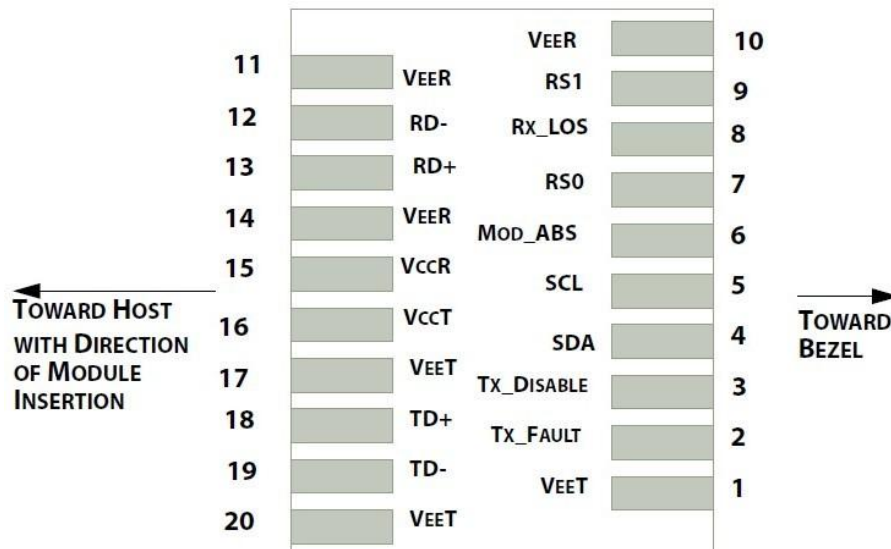 11 VEER
12 RD-
13 RD+
14 VEER
15 VCCR
16 VCCT
17 VEET
18 TD+
19 TD-
20 VEET
VEER 10
RS1 9
RX_LOS 8
RS0 7
MOD_ABS 6
SCL 5
SDA 4
TX_DISABLE 3
TX_FAULT 2
VEET 1
TOWARD HOST
WITH DIRECTION
OF MODULE
INSERTION
TOWARD
BEZEL